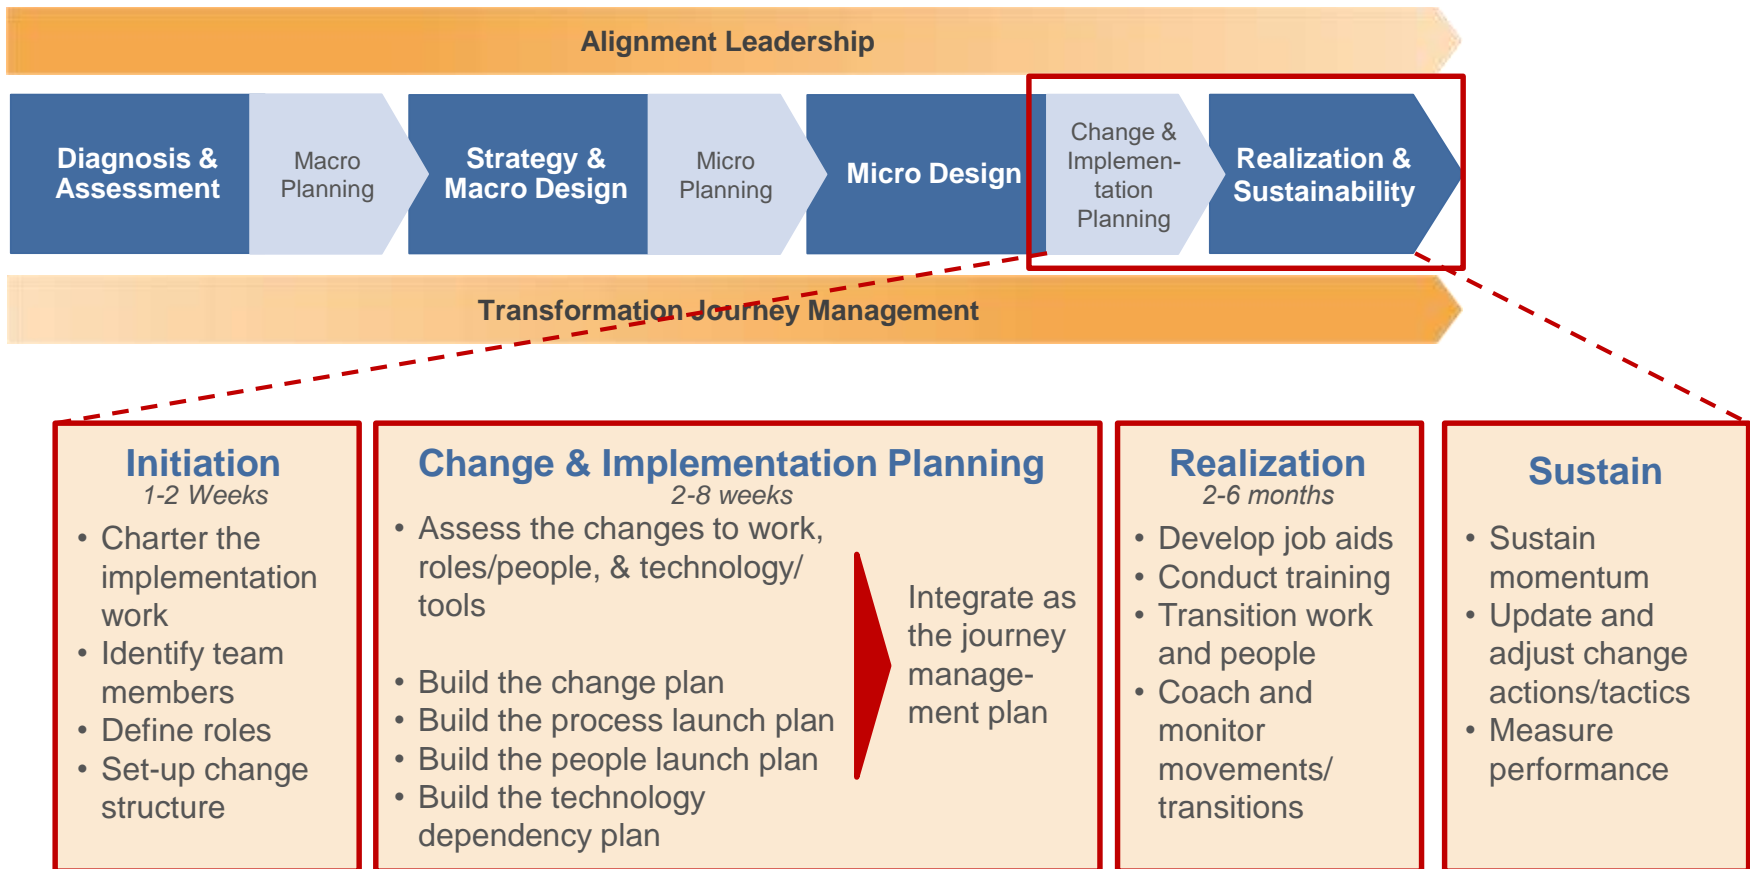 Alignment Leadership
Diagnosis &
Assessment
Macro
Planning
Strategy &
Macro Design
Micro
Planning
Micro Design
Change &
Implemen-
tation
Planning
Realization &
Sustainability
Transformation Journey Management
Initiation
1-2 Weeks
• Charter the
implementation
work
• Identify team
members
• Define roles
• Set-up change
structure
Change & Implementation Planning
2-8 weeks
• Assess the changes to work,
roles/people, & technology/
tools
• Build the change plan
• Build the process launch plan
• Build the people launch plan
• Build the technology
dependency plan
Integrate as
the journey
manage-
ment plan
Realization
2-6 months
• Develop job aids
• Conduct training
• Transition work
and people
• Coach and
monitor
movements/
transitions
Sustain
• Sustain
momentum
• Update and
adjust change
actions/tactics
• Measure
performance